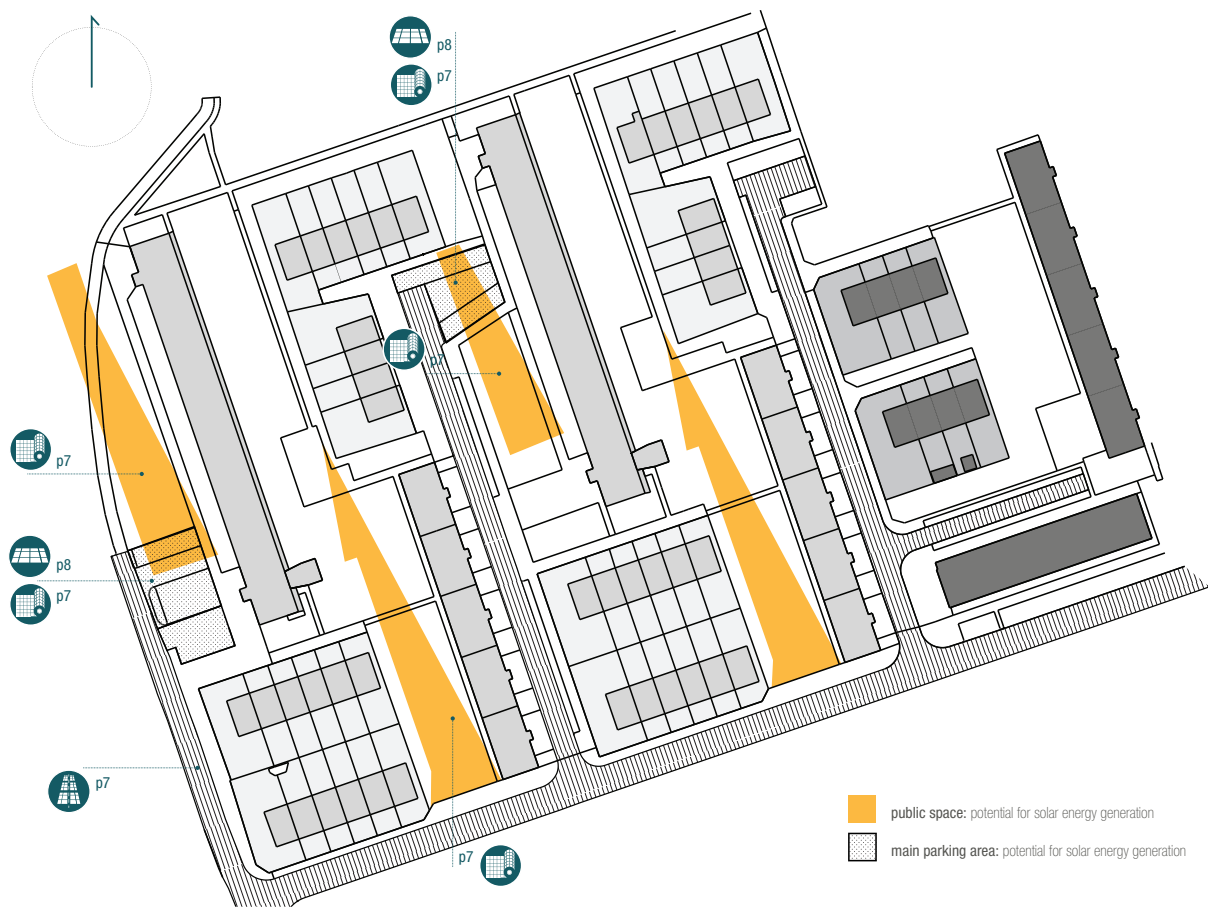 p8
p7
p7
p7
p8
p7
p7
p7
public space: potential for solar energy generation
main parking area: potential for solar energy generation